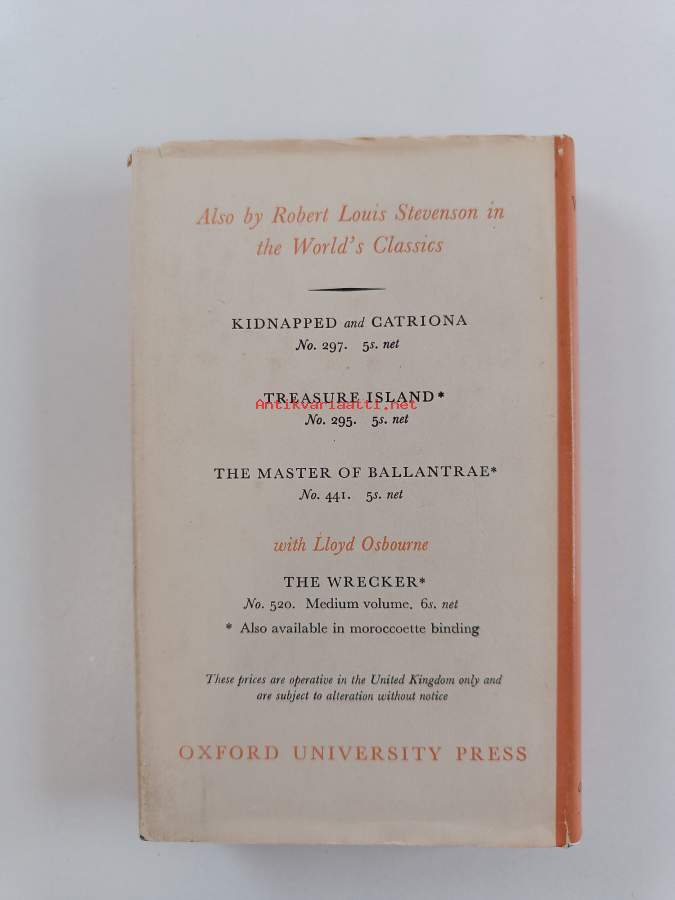 Also by Robert Louis Stevenson in
the World's Classics
KIDNAPPED and CATRIONA
No. 297. 5s. net
TREASURE ISLAND*
Antikvariaatti.net
No. 295. 5s. net
THE MASTER OF BALLANTRAE*
No. 441. 5s. net
with Lloyd Osbourne
THE WRECKER*
No. 520. Medium volume. 6s. net
* Also available in moroccoette binding
These prices are operative in the United Kingdom only and
are subject to alteration without notice
OXFORD UNIVERSITY PRESS